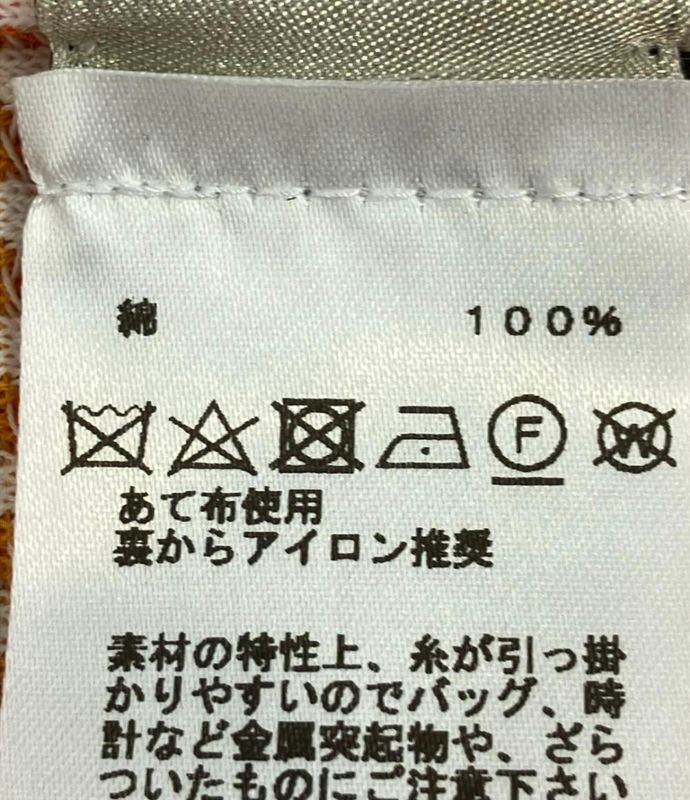 綿 100%
F W
あて布使用
裏からアイロン推奨
素材の特性上、糸が引っ掛
かりやすいのでバッグ、時
計など金属突起物や、ざら
ついたものにご注意下さい